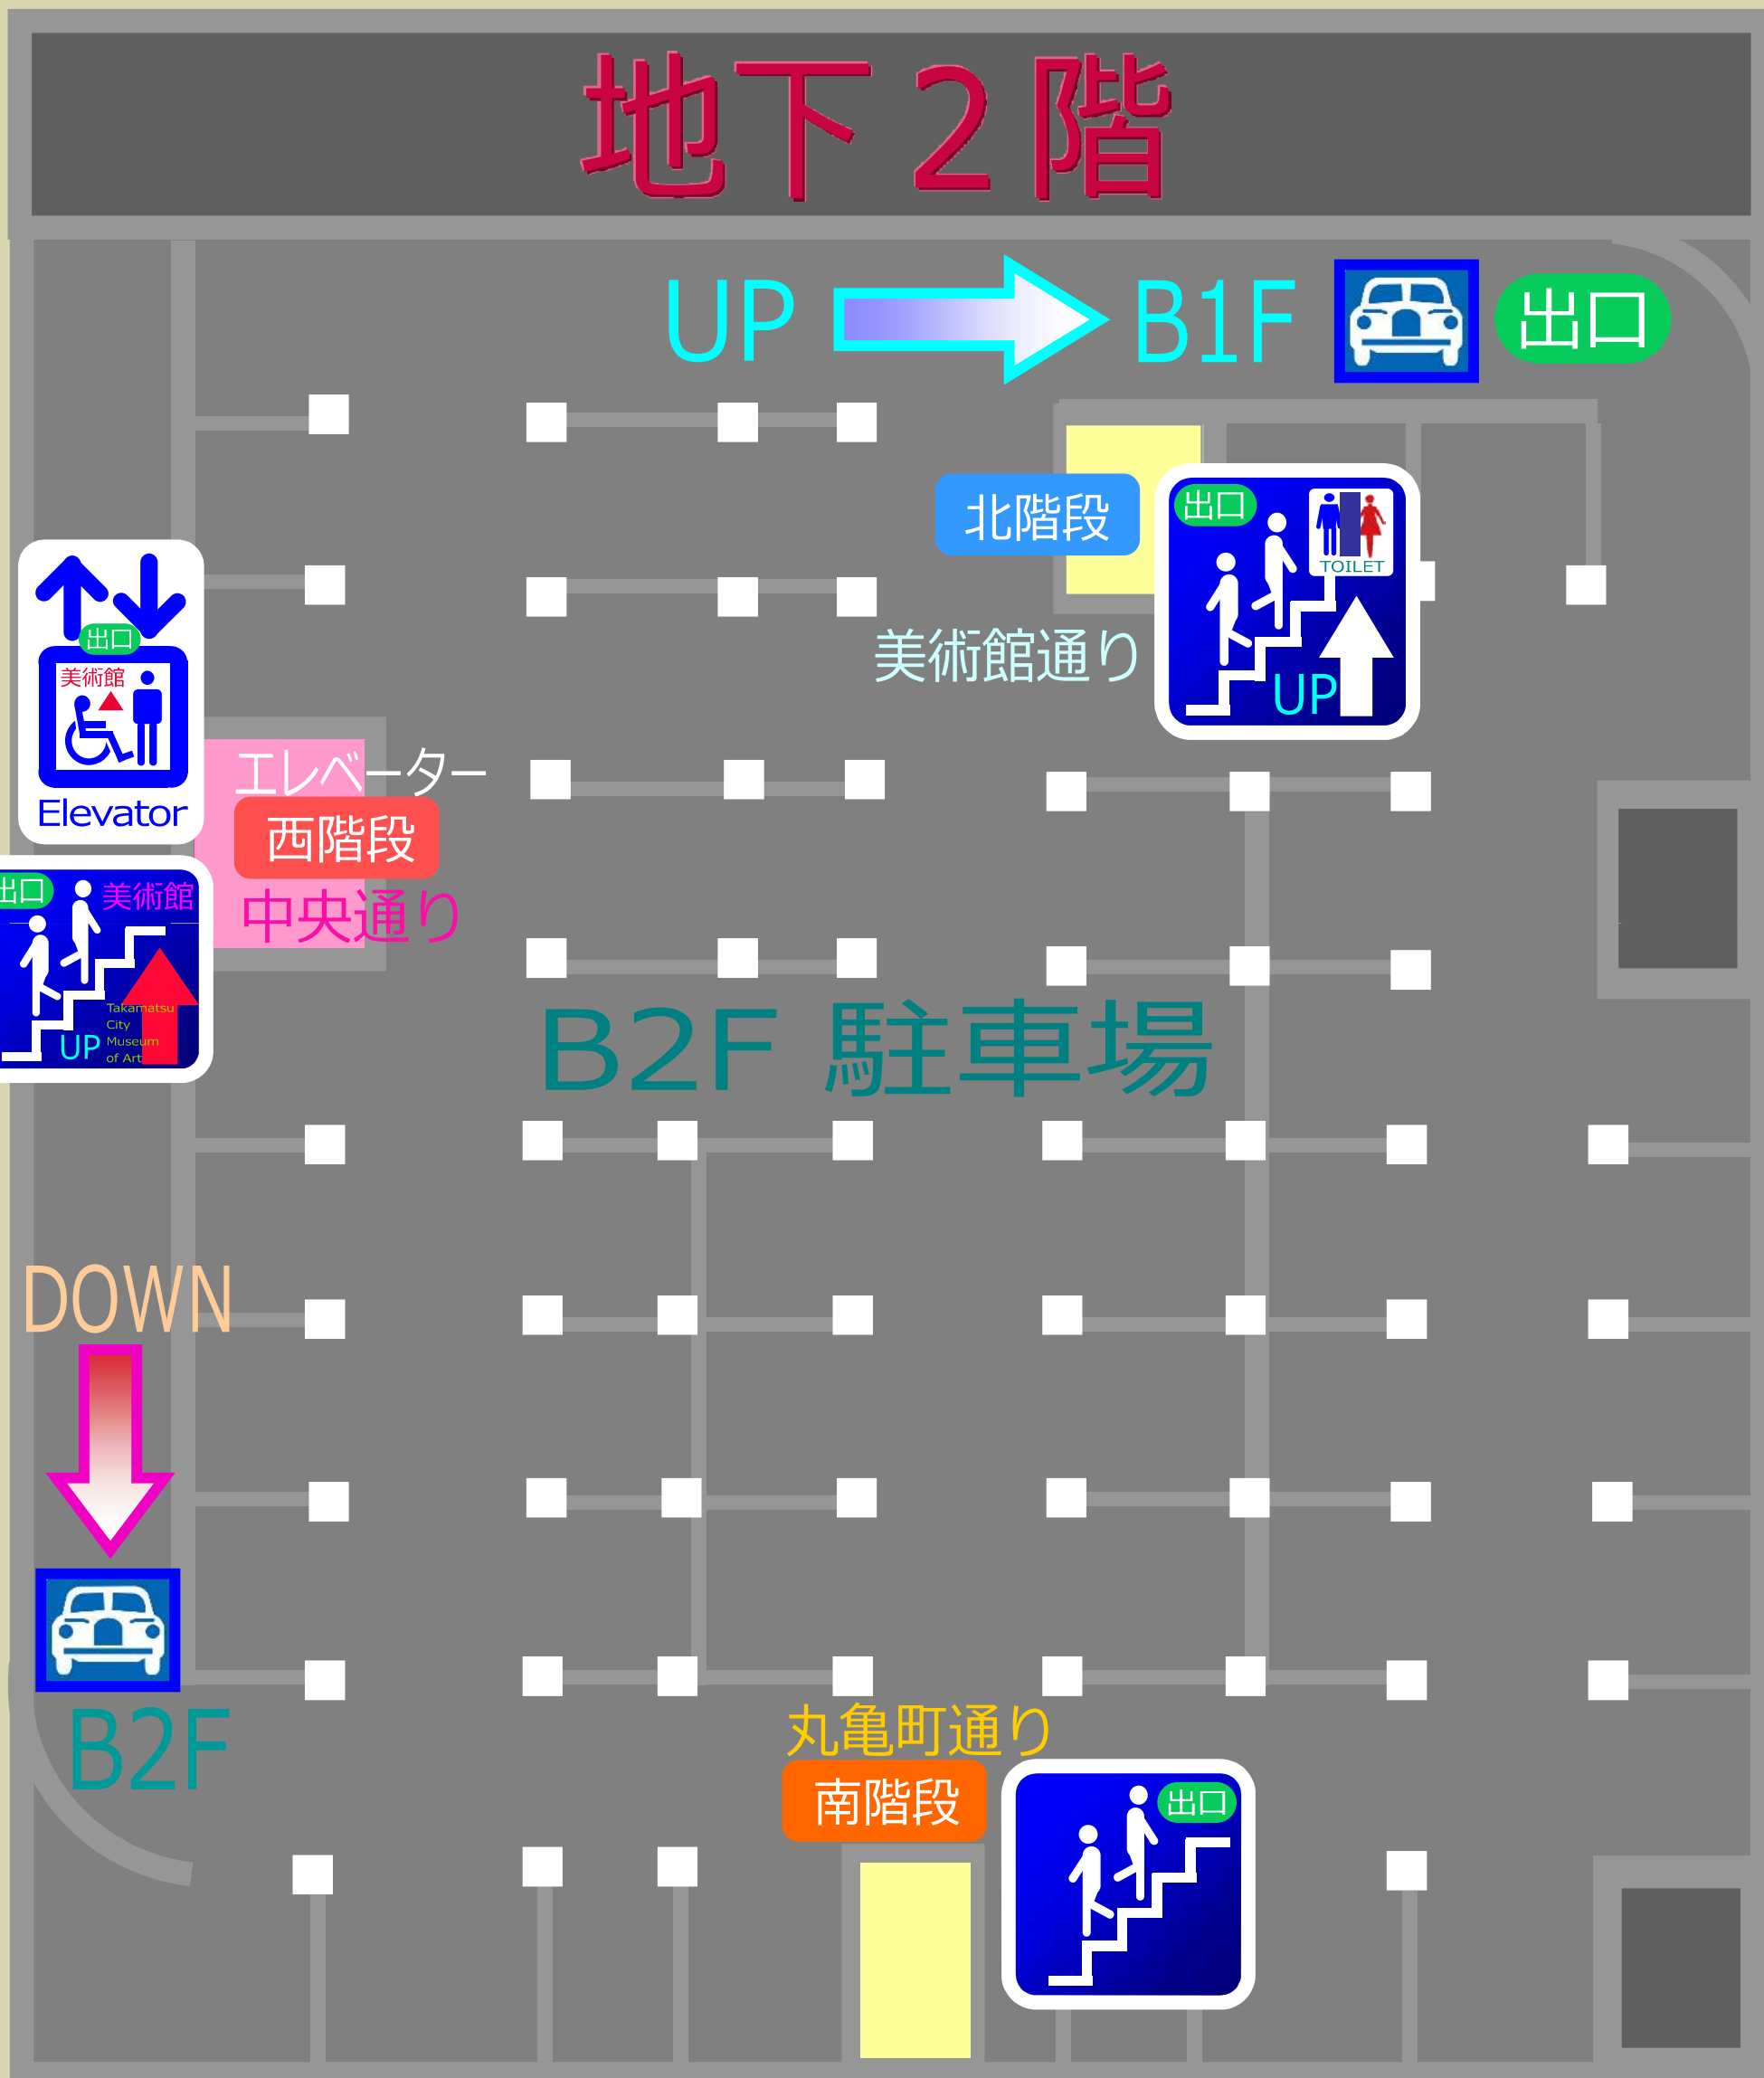 地下2階
UP
B1F
出口
北階段
出口
TOILET
UP
美術館通り
出口
美術館
Elevator
エレベーター
西階段
中央通り
出口
美術館
Takamatsu
City
Museum
of Art
UP
B2F 駐車場
DOWN
B2F
丸亀町通り
南階段
出口